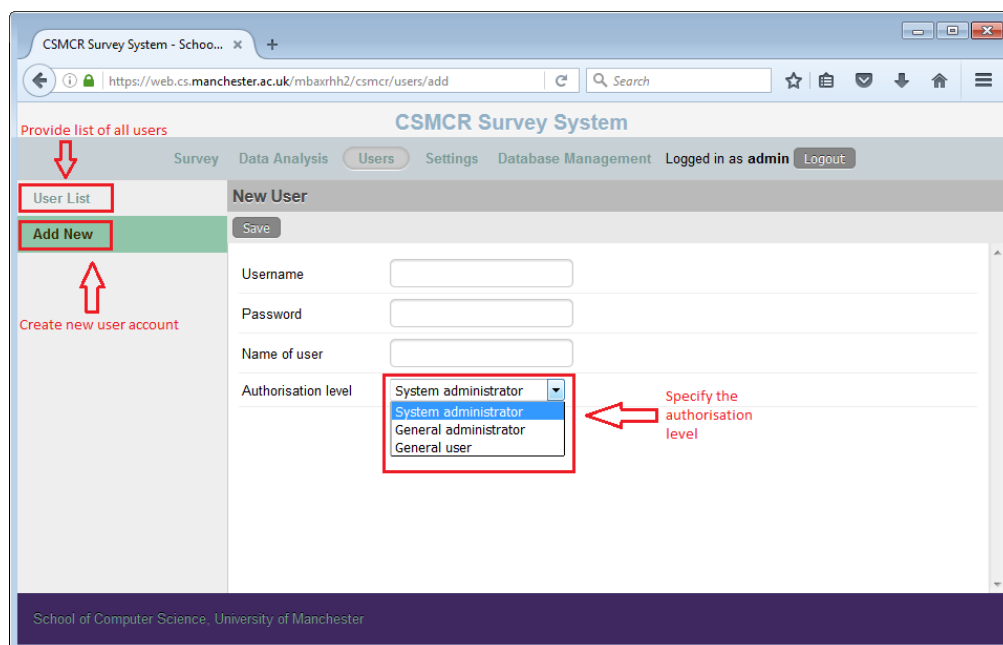 CSMCR Survey System - Schoo...
https://web.cs.manchester.ac.uk/mbaxrhh2/csmcr/users/add
Search
CSMCR Survey System
Provide list of all users
Survey Data Analysis Users Settings Database Management Logged in as admin Logout
User List
New User
Add New
Save
Username
Password
Create new user account
Name of user
Authorisation level
System administrator
System administrator
General administrator
General user
Specify the
authorisation
level
School of Computer Science, University of Manchester